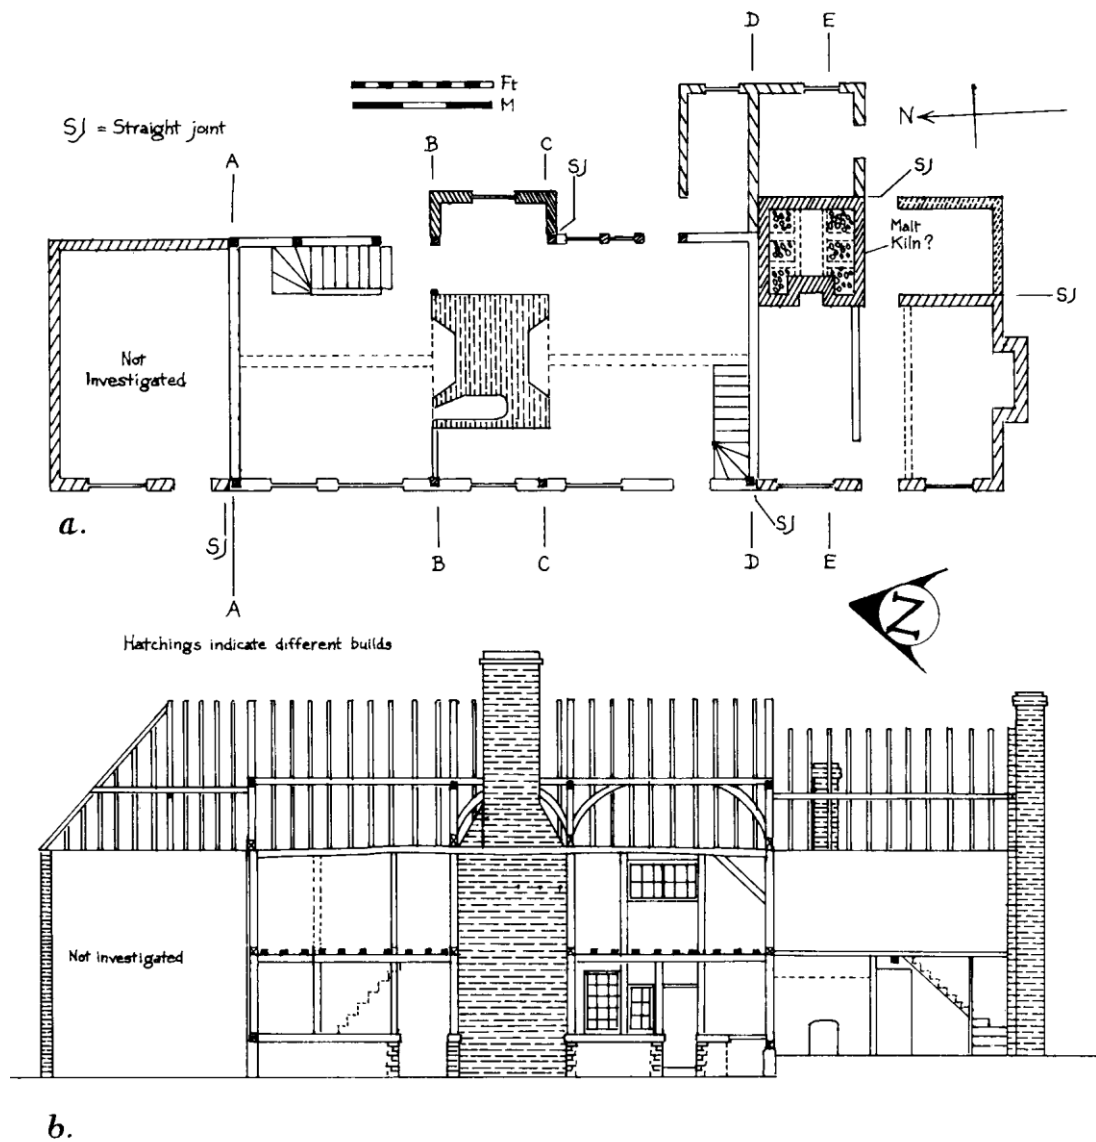 D E
Ft
M
N
SJ = Straight joint
A
B
C
SJ
SJ
Malt
Kiln?
SJ
Not
Investigated
a.
SJ
A
B
C
SJ
D
E
N
Hatchings indicate different builds
Not investigated
b.